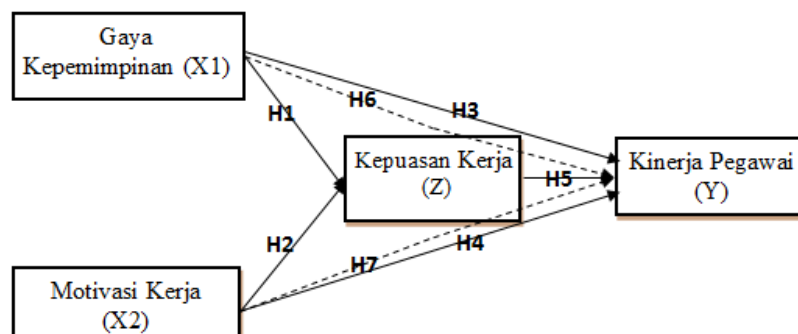 Gaya
Kepemimpinan (X1)
H6
H3
H1
Kepuasan Kerja
(Z)
H5
Kinerja Pegawai
(Y)
H2
H4
H7
Motivasi Kerja
(X2)